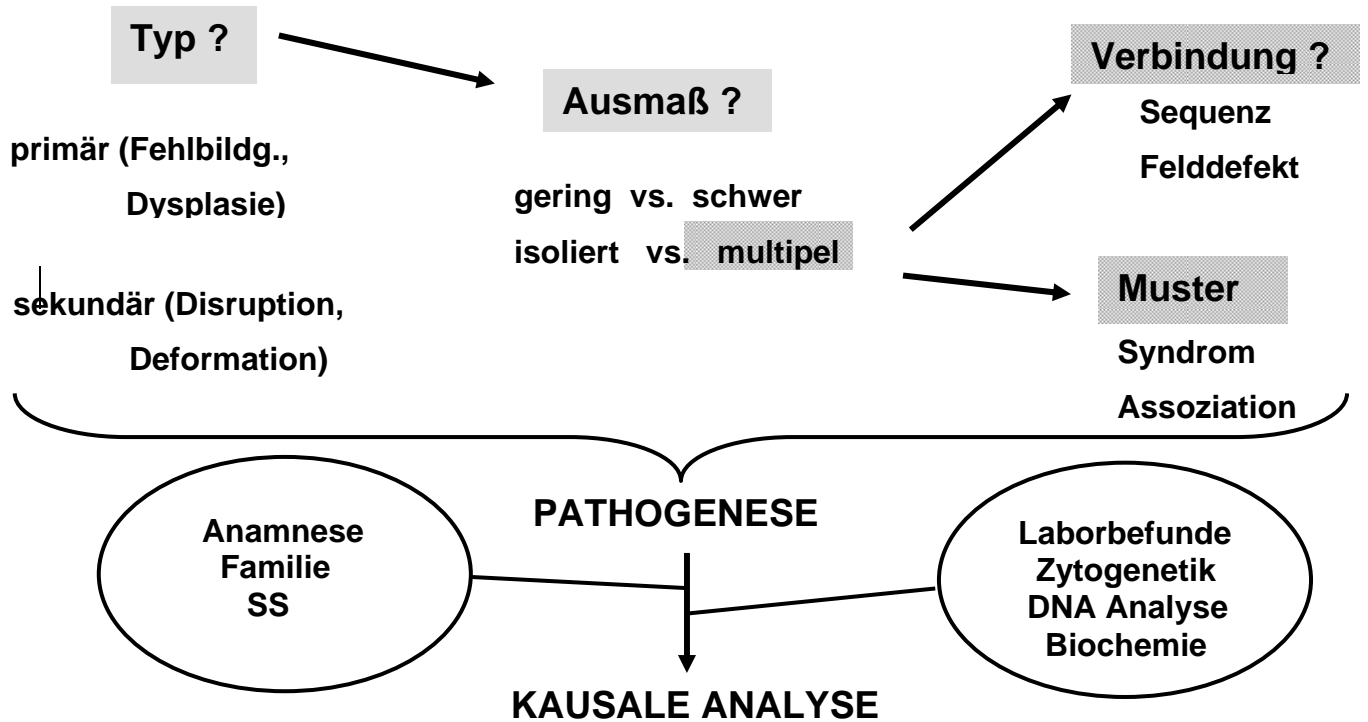 Typ ?
primär (Fehlbildg.,
Dysplasie)
sekundär (Disruption,
Deformation)
Ausmaß ?
gering vs. schwer
isoliert vs. multipel
Verbindung ?
Sequenz
Felddefekt
Muster
Syndrom
Assoziation
PATHOGENESE
Anamnese
Familie
SS
Laborbefunde
Zytogenetik
DNA Analyse
Biochemie
KAUSALE ANALYSE